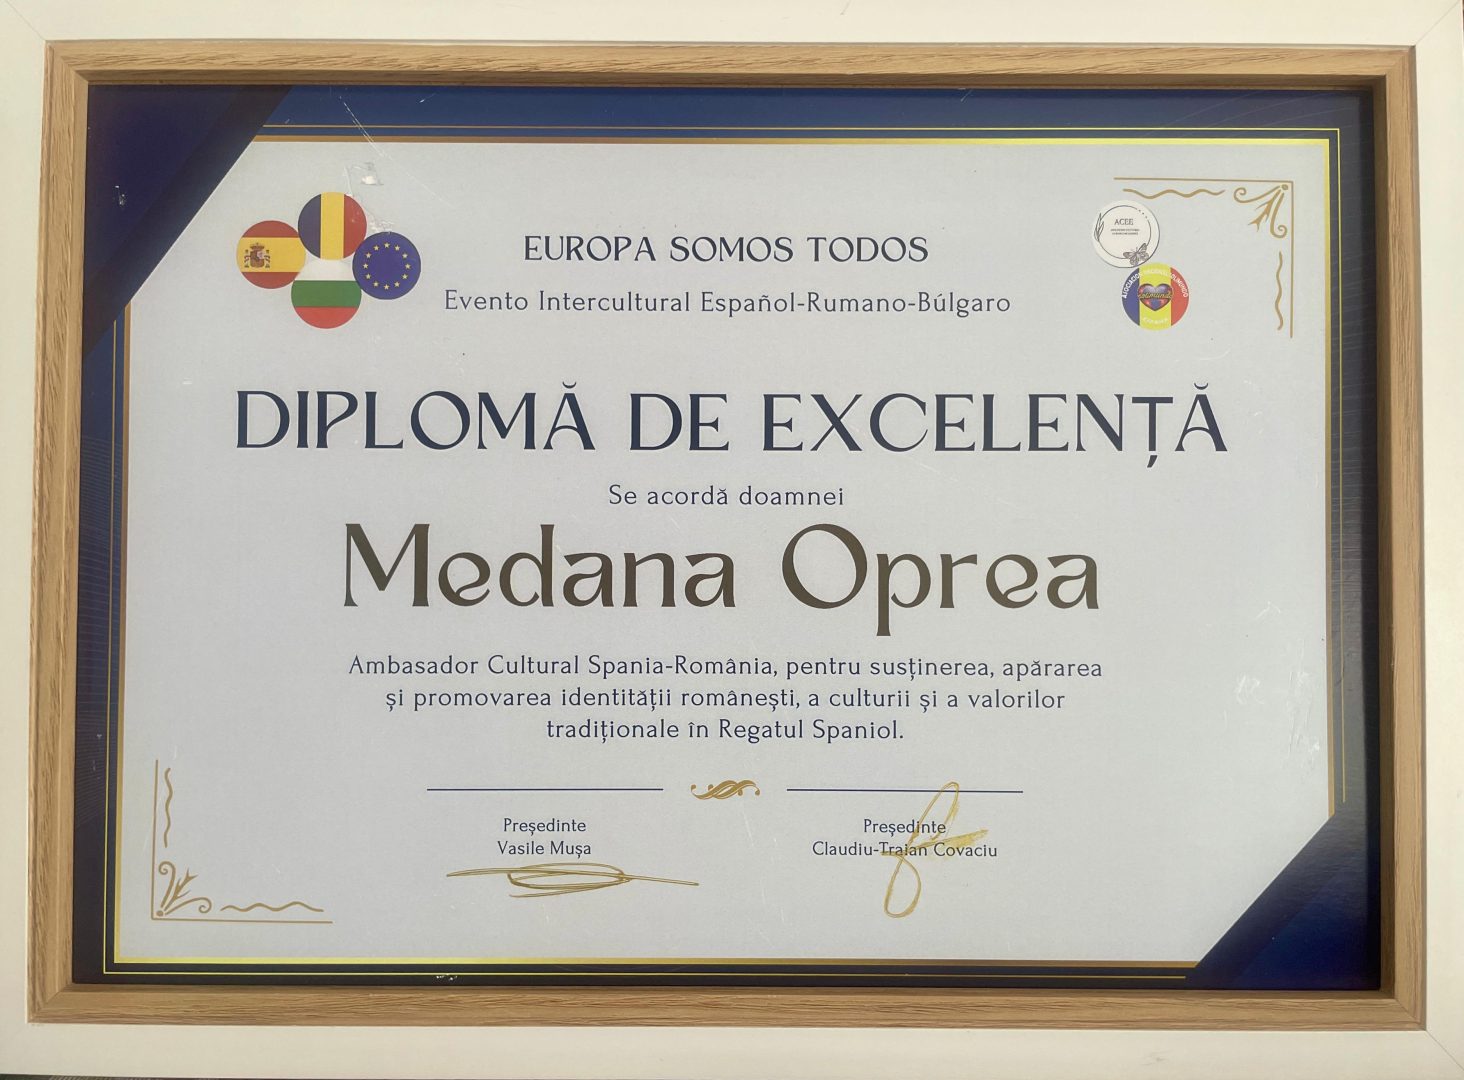 EUROPA SOMOS TODOS
Evento Intercultural Español-Rumano-Búlgaro
ACEE
DIPLOMĂ DE EXCELENȚĂ
Se acordă doamnei
Medana Oprea
Ambasador Cultural Spania-România, pentru susținerea, apărarea
și promovarea identității românești, a culturii și a valorilor
tradiționale în Regatul Spaniol.
Președinte
Vasile Mușa
Președinte
Claudiu-Traian Covaciu